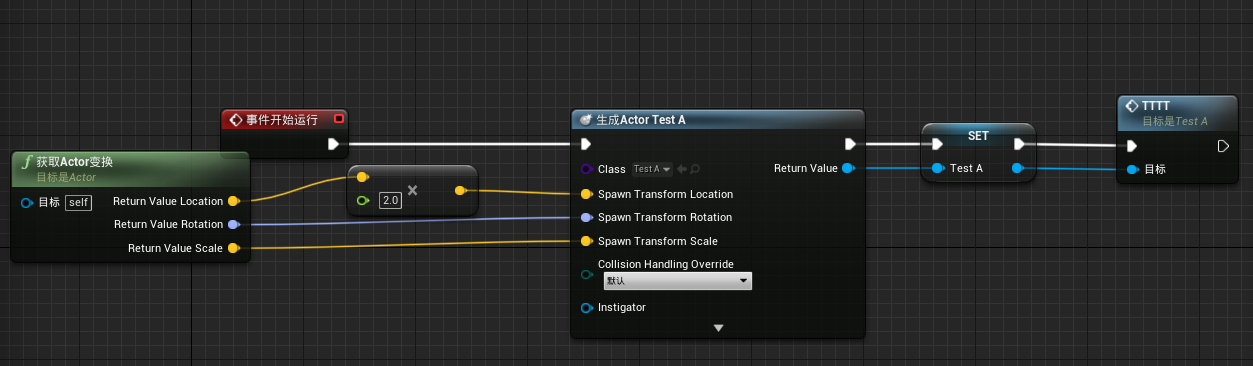 事件开始运行
获取Actor变换
目标是Actor
目标 self
Return Value Location
Return Value Rotation
Return Value Scale
2.0
生成Actor Test A
Class Test A
Return Value
Spawn Transform Location
Spawn Transform Rotation
Spawn Transform Scale
Collision Handling Override
默认
Instigator
SET
Test A
TTTT
目标是Test A
目标